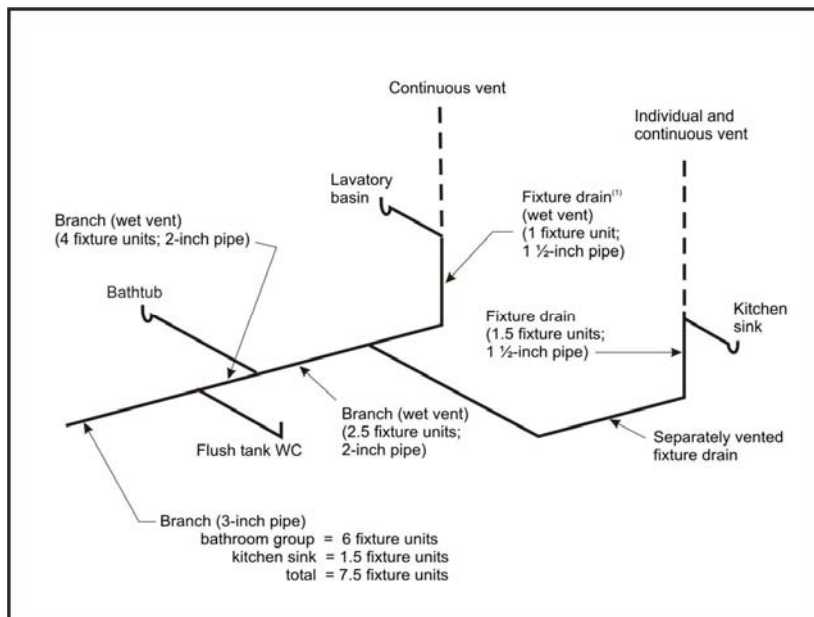 Continuous vent
Individual and
continuous vent
Lavatory
basin
Fixture drain⁽¹⁾
(wet vent)
(1 fixture unit;
1 ½-inch pipe)
Branch (wet vent)
(4 fixture units; 2-inch pipe)
Bathtub
Fixture drain
(1.5 fixture units;
1 ½-inch pipe)
Kitchen
sink
Branch (wet vent)
(2.5 fixture units;
2-inch pipe)
Flush tank WC
Separately vented
fixture drain
Branch (3-inch pipe)
bathroom group = 6 fixture units
kitchen sink = 1.5 fixture units
total = 7.5 fixture units